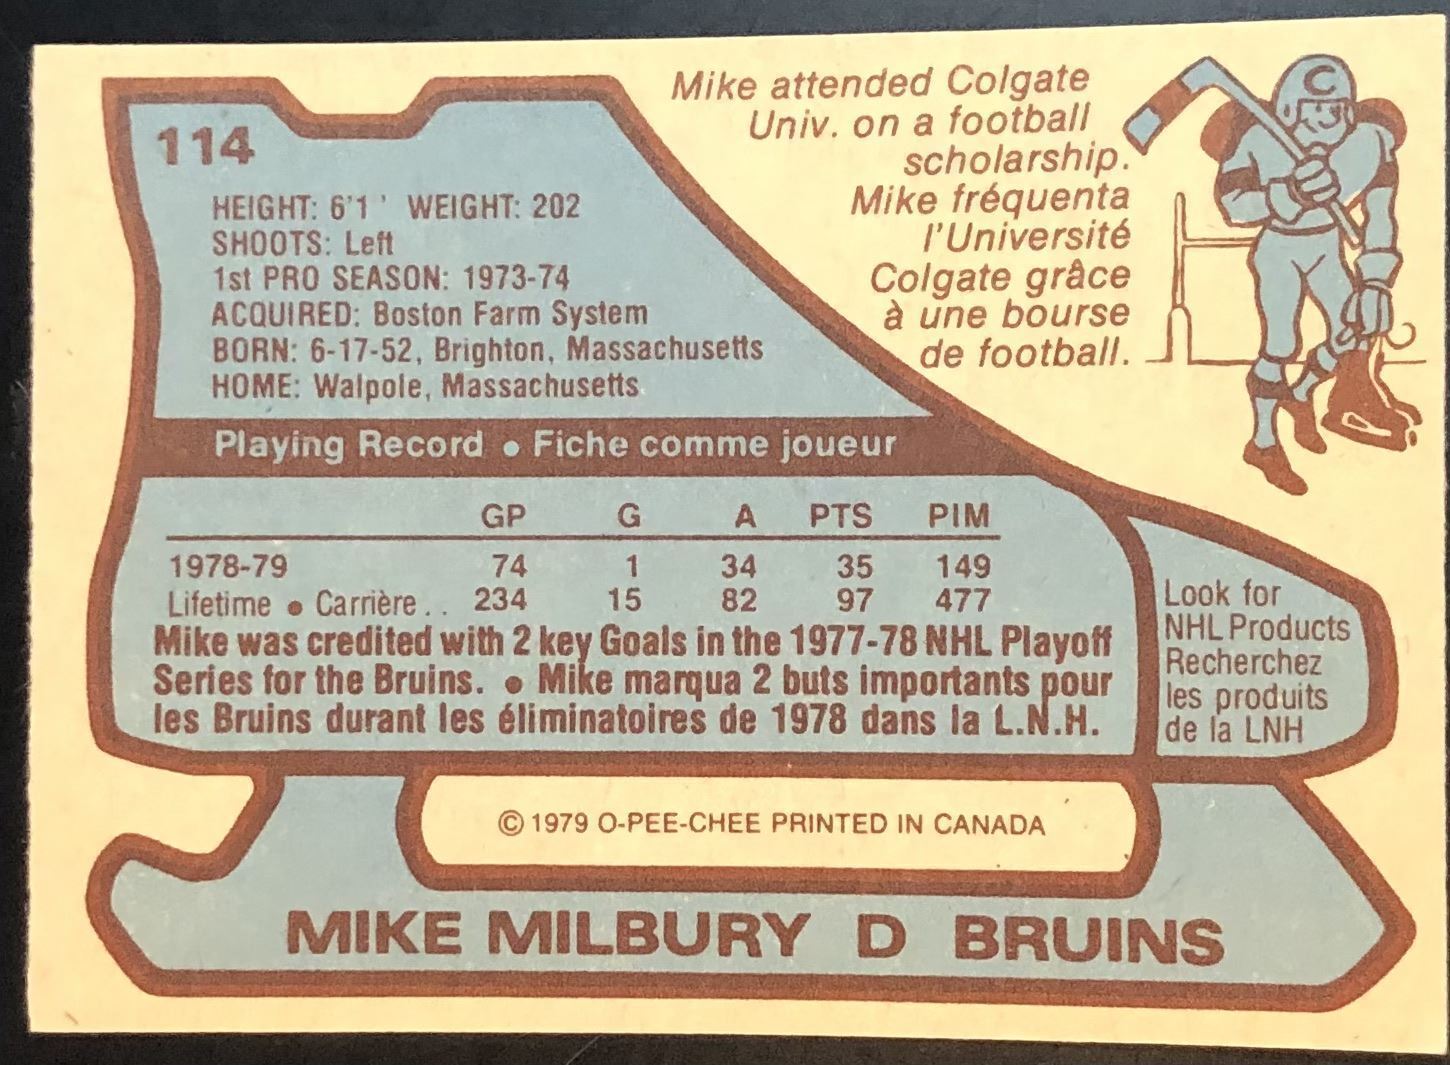 114
HEIGHT: 6'1 ' WEIGHT: 202
SHOOTS: Left
1st PRO SEASON: 1973-74
ACQUIRED: Boston Farm System
BORN: 6-17-52, Brighton, Massachusetts
HOME: Walpole, Massachusetts
Mike attended Colgate
Univ. on a football
scholarship.
Mike fréquenta
l'Université
Colgate grâce
à une bourse
de football.
C
Playing Record • Fiche comme joueur
GP G A PTS PIM
1978-79 74 1 34 35 149
Lifetime • Carrière . . 234 15 82 97 477
Mike was credited with 2 key Goals in the 1977-78 NHL Playoff
Series for the Bruins. • Mike marqua 2 buts importants pour
les Bruins durant les éliminatoires de 1978 dans la L.N.H.
Look for
NHL Products
Recherchez
les produits
de la LNH
© 1979 O-PEE-CHEE PRINTED IN CANADA
MIKE MILBURY D BRUINS